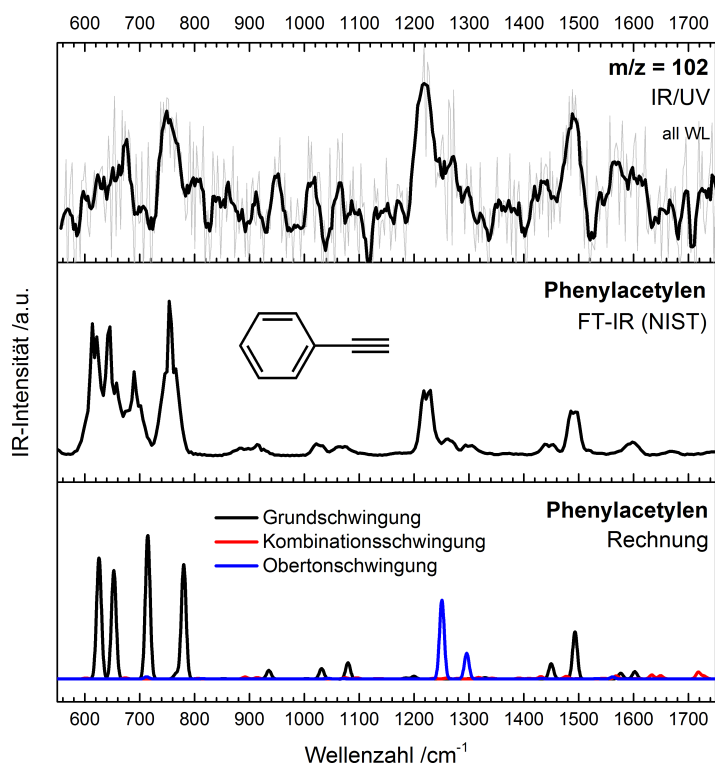 600 700 800 900 1000 1100 1200 1300 1400 1500 1600 1700
m/z = 102
IR/UV
all WL
Phenylacetylen
FT-IR (NIST)
IR-Intensität /a.u.
Phenylacetylen
Rechnung
Grundschwingung
Kombinationsschwingung
Obertonschwingung
600 700 800 900 1000 1100 1200 1300 1400 1500 1600 1700
Wellenzahl /cm⁻¹